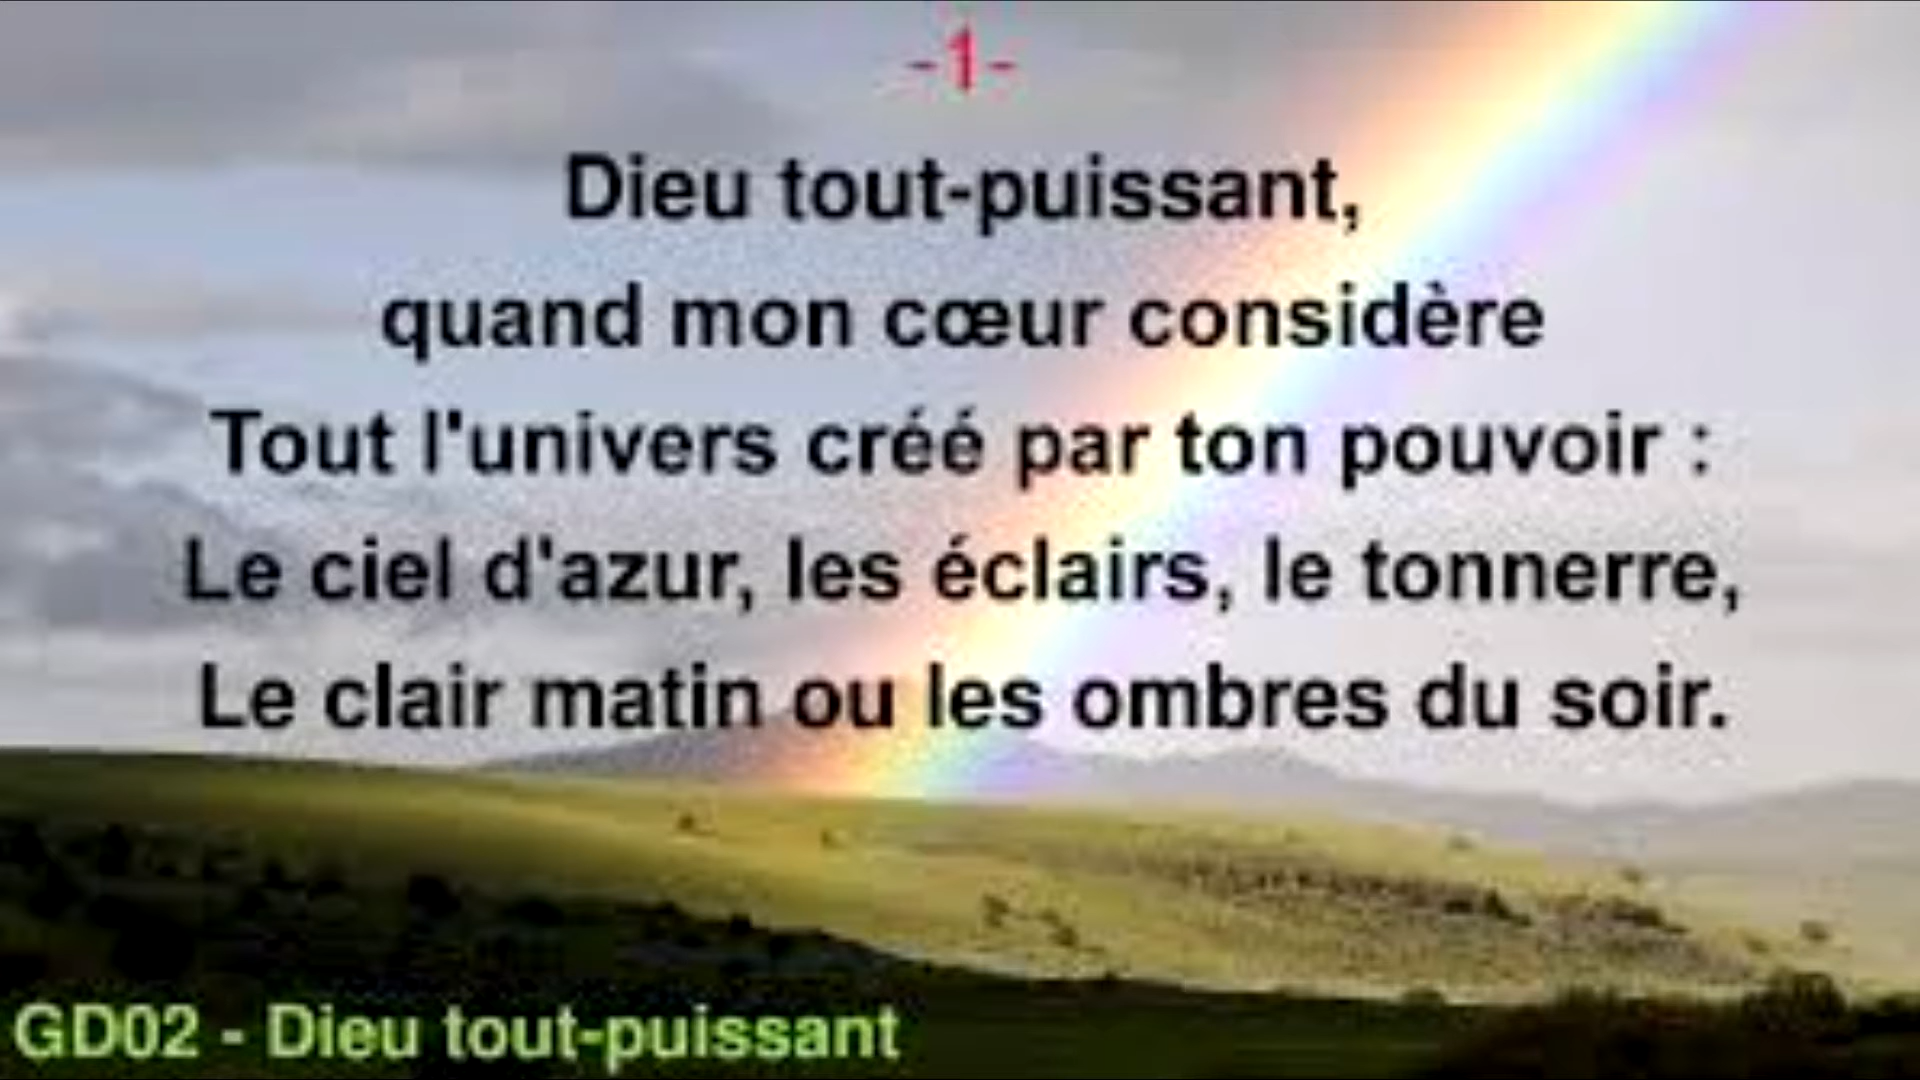 -1-
Dieu tout-puissant,
quand mon cœur considère
Tout l'univers créé par ton pouvoir :
Le ciel d'azur, les éclairs, le tonnerre,
Le clair matin ou les ombres du soir.
GD02 - Dieu tout-puissant